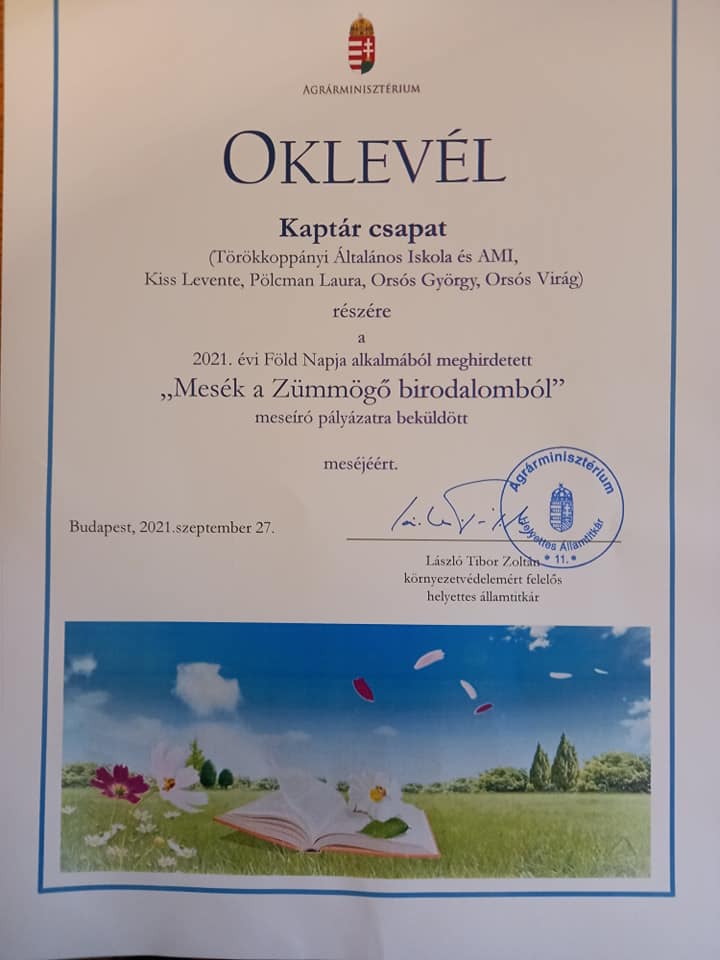 AGRÁRMINISZTÉRIUM
OKLEVÉL
Kaptár csapat
(Törökkoppányi Általános Iskola és AMI,
Kiss Levente, Pölcman Laura, Orsós György, Orsós Virág)
részére
a
2021. évi Föld Napja alkalmából meghirdetett
„Mesék a Zümmögő birodalomból”
meseíró pályázatra beküldött
meséjéért.
Agrárminisztérium
Helyettes Államtitkár
* 11. *
Budapest, 2021.szeptember 27.
László Tibor Zoltán
környezetvédelemért felelős
helyettes államtitkár